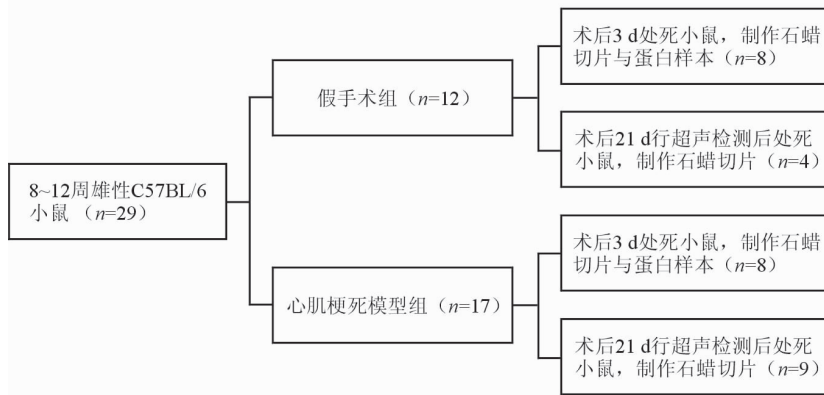 8~12周雄性C57BL/6
小鼠（n=29）
假手术组（n=12）
心肌梗死模型组（n=17）
术后3 d处死小鼠，制作石蜡
切片与蛋白样本（n=8）
术后21 d行超声检测后处死
小鼠，制作石蜡切片（n=4）
术后3 d处死小鼠，制作石蜡
切片与蛋白样本（n=8）
术后21 d行超声检测后处死
小鼠，制作石蜡切片（n=9）